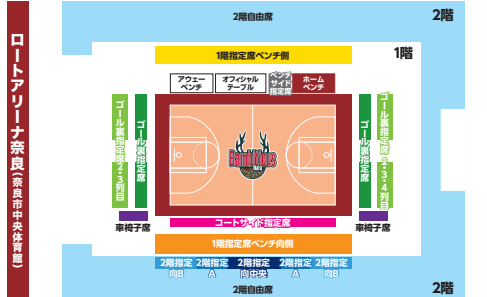 ロートアリーナ奈良(奈良市中央体育館)
2階自由席
2階
1階指定席ベンチ側
1階
アウェーベンチ
オフィシャルテーブル
ベンチサイド指定席
ホームベンチ
ゴール裏指定席2・3列目
ゴール裏指定席
ゴール裏指定席
ゴール裏指定席2・3・4列目
BAMBITIOUS
NARA
車椅子席
コートサイド指定席
車椅子席
1階指定席ベンチ向側
2階指定向B
2階指定A
2階指定向中央
2階指定A
2階指定向B
2階自由席
2階